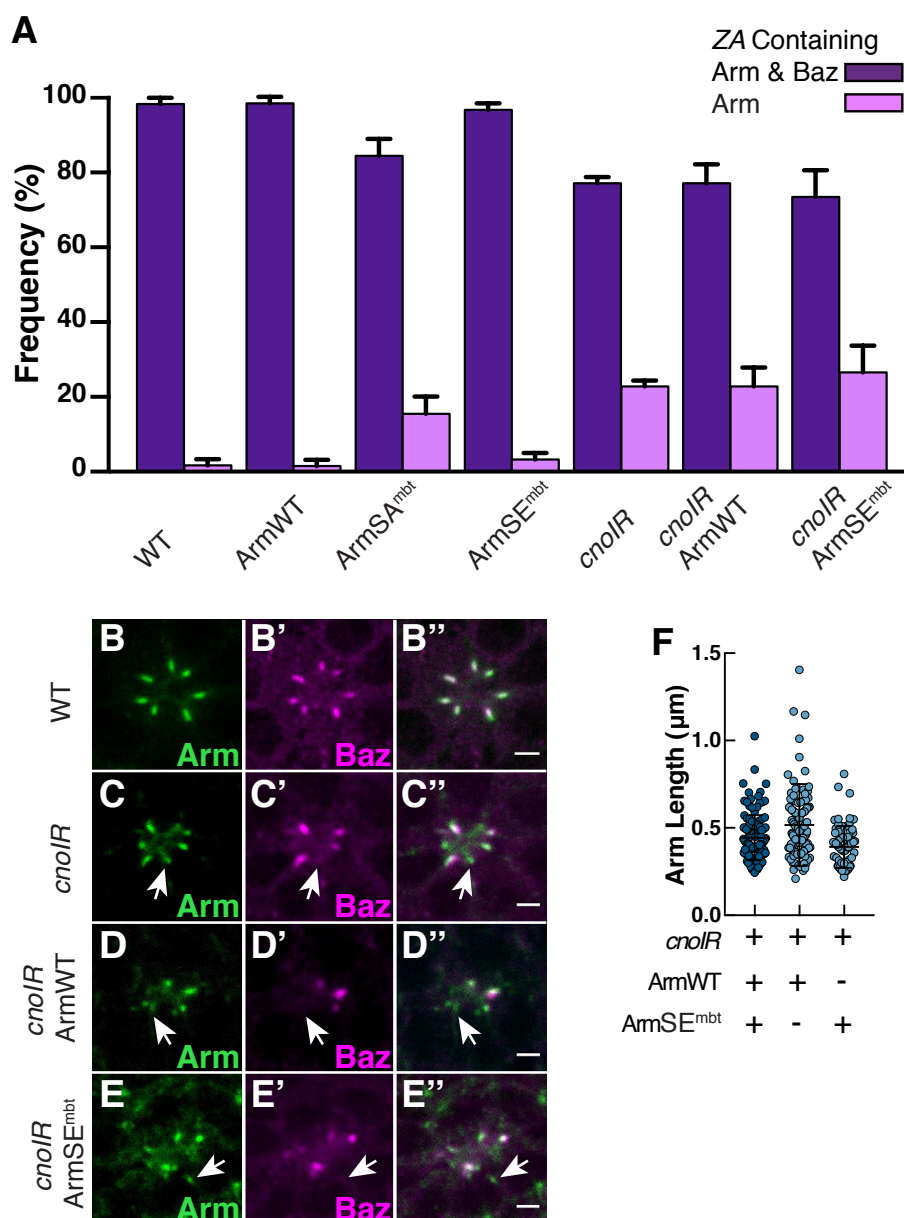 A
ZA Containing
Arm & Baz
Arm
Frequency (%)
100
80
60
40
20
0
WT
ArmWT
ArmSA^mbt
ArmSE^mbt
cnoIR
cnoIR
ArmWT
cnoIR
ArmSE^mbt
WT
B
Arm
B'
Baz
B''
cnoIR
C
Arm
C'
Baz
C''
cnoIR
ArmWT
D
Arm
D'
Baz
D''
cnoIR
ArmSE^mbt
E
Arm
E'
Baz
E''
F
Arm Length (µm)
1.5
1.0
0.5
0.0
cnoIR + + +
ArmWT + + -
ArmSE^mbt + - +